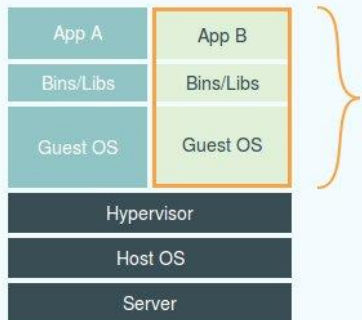 App A
App B
Bins/Libs
Bins/Libs
Guest OS
Guest OS
Hypervisor
Host OS
Server